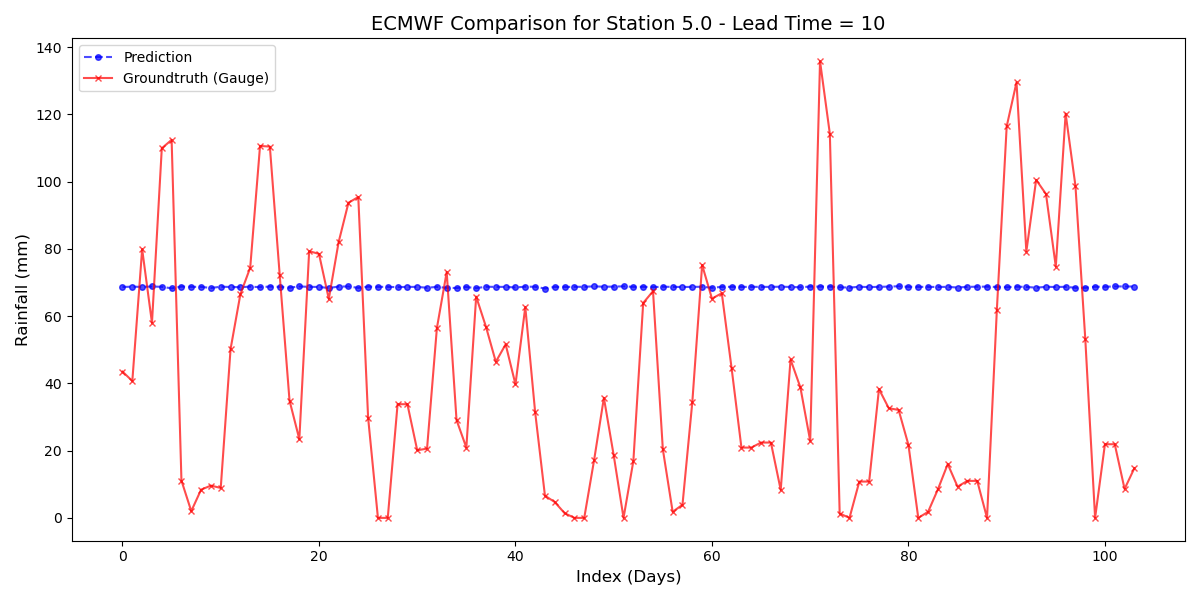 ECMWF Comparison for Station 5.0 - Lead Time = 10
Prediction
Groundtruth (Gauge)
Rainfall (mm)
140
120
100
80
60
40
20
0
0 20 40 60 80 100
Index (Days)